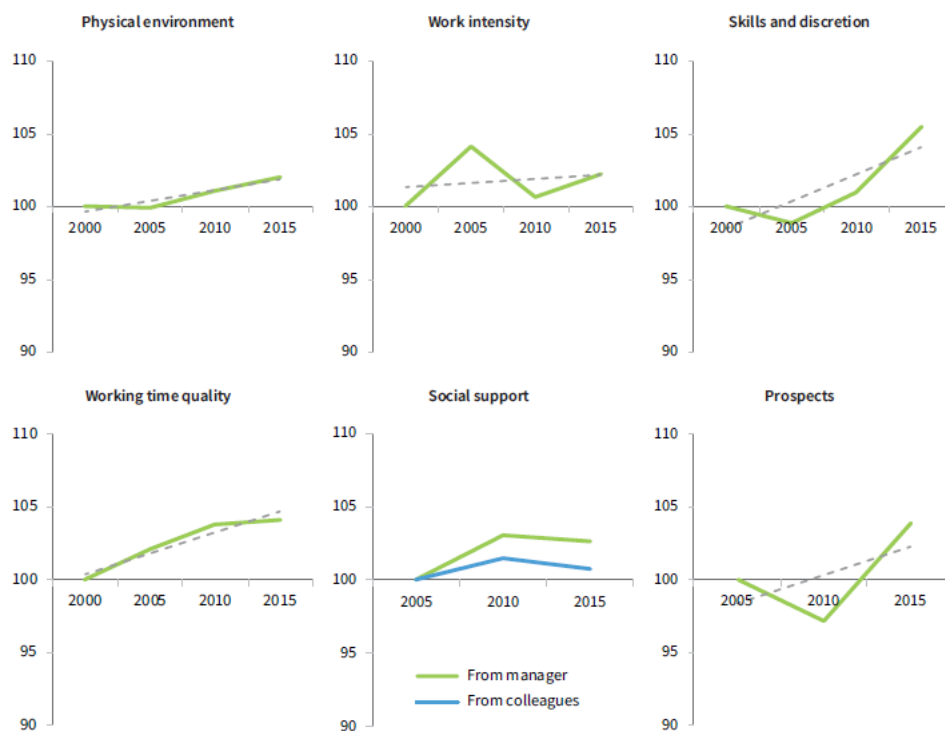 Physical environment
110
105
100
95
90
2000 2005 2010 2015
Work intensity
110
105
100
95
90
2000 2005 2010 2015
Skills and discretion
110
105
100
95
90
2000 2005 2010 2015
Working time quality
110
105
100
95
90
2000 2005 2010 2015
Social support
110
105
100
95
90
2005 2010 2015
From manager
From colleagues
Prospects
110
105
100
95
90
2005 2010 2015